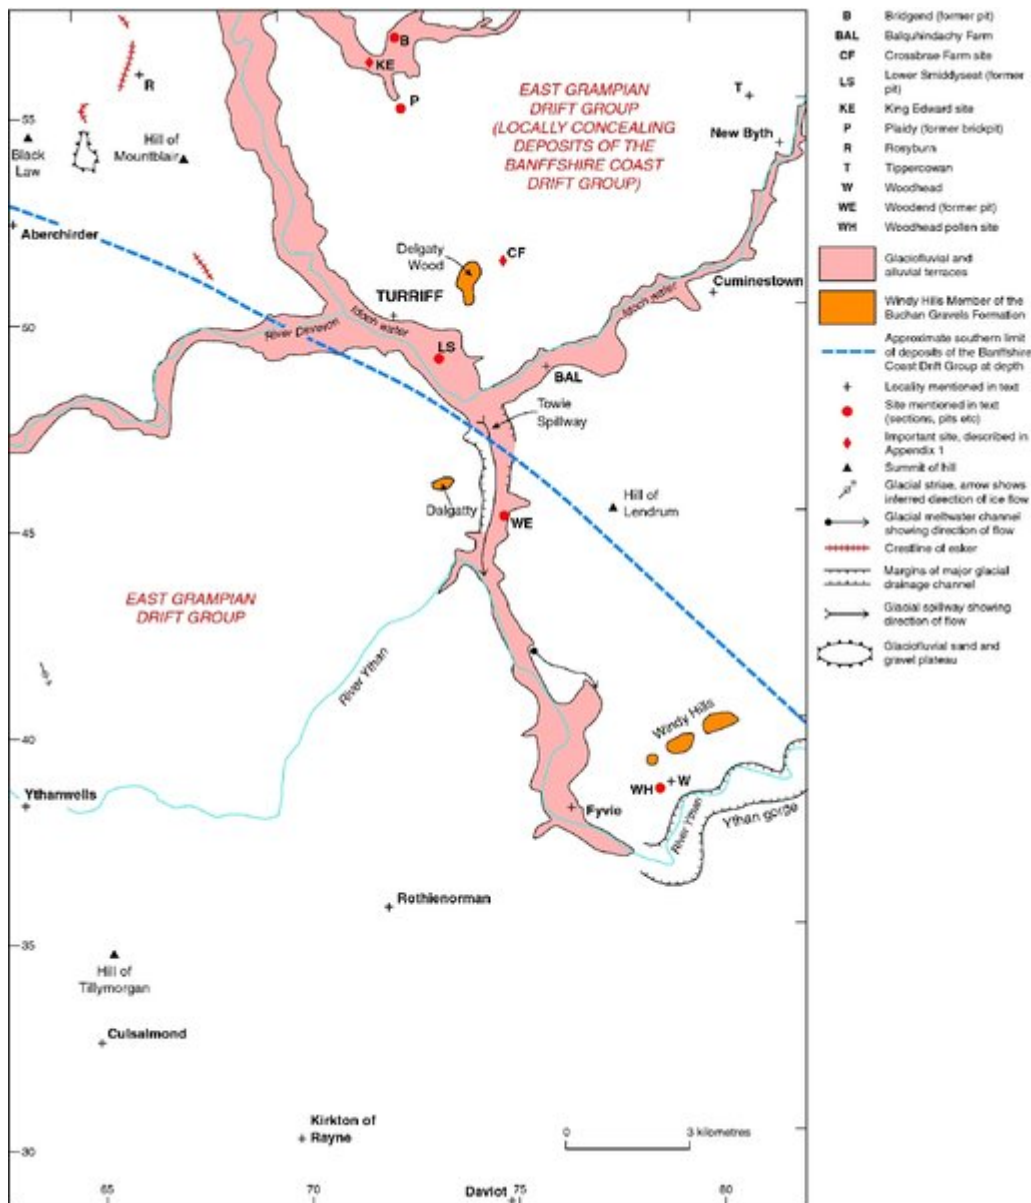 B
KE
P
R
55
Black
Law
Hill of
Mountblair
EAST GRAMPIAN
DRIFT GROUP
(LOCALLY CONCEALING
DEPOSITS OF THE
BANFFSHIRE COAST
DRIFT GROUP)
T
New Byth
Aberchirder
Delgaty
Wood
CF
TURRIFF
Cuminestown
50
River Deveron
Idoch water
Idoch water
LS
BAL
Towie
Spillway
Dalgatty
WE
Hill of
Lendrum
45
EAST GRAMPIAN
DRIFT GROUP
River Ythan
Windy Hills
40
Ythanwells
WH
W
Fyvie
River Ythan
Ythan gorge
Rothienorman
35
Hill of
Tillymorgan
Culsalmond
Kirkton of
Rayne
0
3 kilometres
30
65
70
Daviot
75
80
B Bridgend (former pit)
BAL Balquhindachy Farm
CF Crossbrae Farm site
LS Lower Smiddyseat (former
pit)
KE King Edward site
P Plaidy (former brickpit)
R Rosyburn
T Tippercowan
W Woodhead
WE Woodend (former pit)
WH Woodhead pollen site
Glaciofluvial and
alluvial terraces
Windy Hills Member of the
Buchan Gravels Formation
Approximate southern limit
of deposits of the Banffshire
Coast Drift Group at depth
Locality mentioned in text
Site mentioned in text
(sections, pits etc)
Important site, described in
Appendix 1
Summit of hill
Glacial striae, arrow shows
inferred direction of ice flow
Glacial meltwater channel
showing direction of flow
Crestline of esker
Margins of major glacial
drainage channel
Glacial spillway showing
direction of flow
Glaciofluvial sand and
gravel plateau